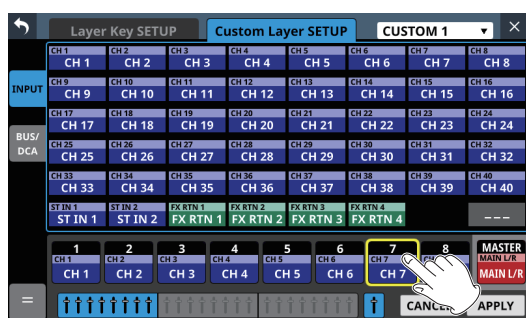 Layer Key SETUP Custom Layer SETUP CUSTOM 1
CH 1 CH 2 CH 3 CH 4 CH 5 CH 6 CH 7 CH 8
CH 1 CH 2 CH 3 CH 4 CH 5 CH 6 CH 7 CH 8
INPUT
CH 9 CH 10 CH 11 CH 12 CH 13 CH 14 CH 15 CH 16
CH 9 CH 10 CH 11 CH 12 CH 13 CH 14 CH 15 CH 16
CH 17 CH 18 CH 19 CH 20 CH 21 CH 22 CH 23 CH 24
CH 17 CH 18 CH 19 CH 20 CH 21 CH 22 CH 23 CH 24
BUS/
DCA
CH 25 CH 26 CH 27 CH 28 CH 29 CH 30 CH 31 CH 32
CH 25 CH 26 CH 27 CH 28 CH 29 CH 30 CH 31 CH 32
CH 33 CH 34 CH 35 CH 36 CH 37 CH 38 CH 39 CH 40
CH 33 CH 34 CH 35 CH 36 CH 37 CH 38 CH 39 CH 40
ST IN 1 ST IN 2 FX RTN 1 FX RTN 2 FX RTN 3 FX RTN 4
ST IN 1 ST IN 2 FX RTN 1 FX RTN 2 FX RTN 3 FX RTN 4 ---
1 2 3 4 5 6 7 8 MASTER
CH 1 CH 2 CH 3 CH 4 CH 5 CH 6 CH 7 MAIN L/R
CH 1 CH 2 CH 3 CH 4 CH 5 CH 6 CH 7 MAIN L/R
APPLY